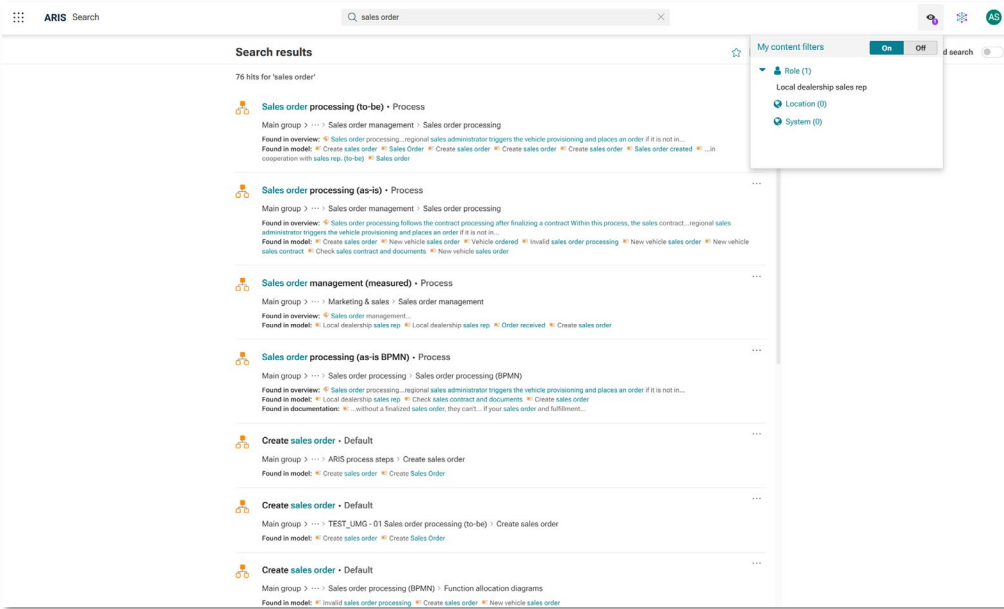 ARIS Search
sales order
AS
Search results
My content filters
On
Off
d search
76 hits for 'sales order'
Role (1)
Local dealership sales rep
Location (0)
System (0)
Sales order processing (to-be) • Process
Main group > ··· > Sales order management > Sales order processing
Found in overview: Sales order processing...regional sales administrator triggers the vehicle provisioning and places an order if it is not in...
Found in model: Create sales order Sales Order Create sales order Create sales order Create sales order Sales order created ...in
cooperation with sales rep. (to-be) Sales order
Sales order processing (as-is) • Process
Main group > ··· > Sales order management > Sales order processing
Found in overview: Sales order processing follows the contract processing after finalizing a contract Within this process, the sales contract...regional sales
administrator triggers the vehicle provisioning and places an order if it is not in...
Found in model: Create sales order New vehicle sales order Vehicle ordered Invalid sales order processing New vehicle sales order New vehicle
sales contract Check sales contract and documents New vehicle sales order
Sales order management (measured) • Process
Main group > ··· > Marketing & sales > Sales order management
Found in overview: Sales order management...
Found in model: Local dealership sales rep Local dealership sales rep Order received Create sales order
Sales order processing (as-is BPMN) • Process
Main group > ··· > Sales order processing > Sales order processing (BPMN)
Found in overview: Sales order processing...regional sales administrator triggers the vehicle provisioning and places an order if it is not in...
Found in model: Local dealership sales rep Check sales contract and documents Create sales order
Found in documentation: ...without a finalized sales order, they can't... If your sales order and fulfillment...
Create sales order • Default
Main group > ··· > ARIS process steps > Create sales order
Found in model: Create sales order Create Sales Order
Create sales order • Default
Main group > ··· > TEST_UMG - 01 Sales order processing (to-be) > Create sales order
Found in model: Create sales order Create Sales Order
Create sales order • Default
Main group > ··· > Sales order processing (BPMN) > Function allocation diagrams
Found in model: Invalid sales order processing Create sales order New vehicle sales order